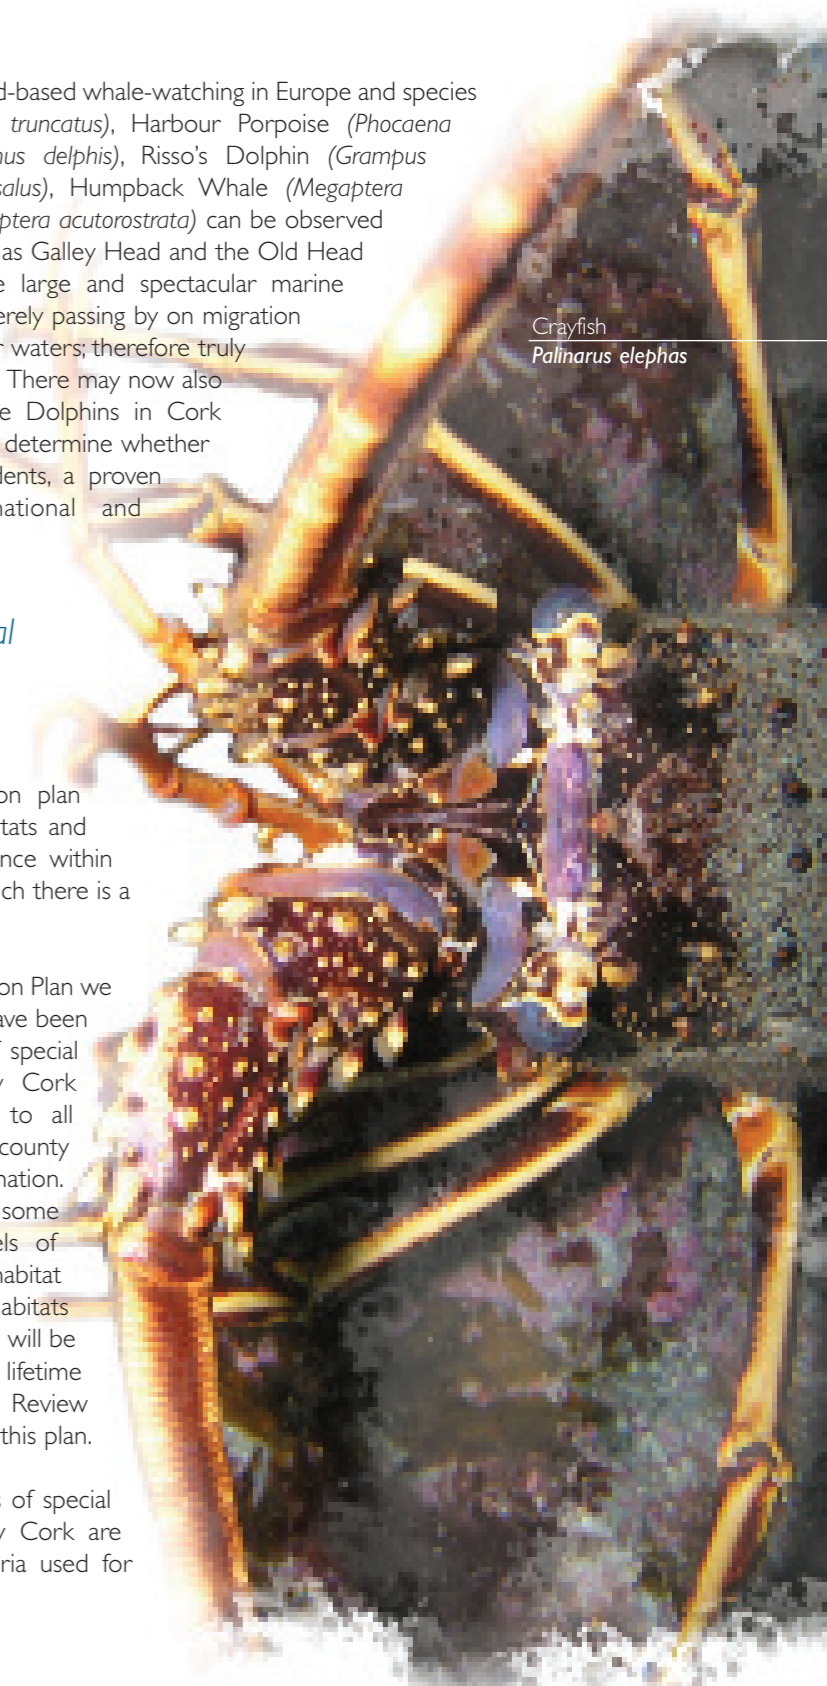 d-based whale-watching in Europe and species
truncatus), Harbour Porpoise (Phocaena
nus delphis), Risso's Dolphin (Grampus
salus), Humpback Whale (Megaptera
ptera acutorostrata) can be observed
as Galley Head and the Old Head
e large and spectacular marine
erely passing by on migration
r waters; therefore truly
There may now also
e Dolphins in Cork
determine whether
dents, a proven
national and
al
on plan
tats and
nce within
ch there is a
on Plan we
ave been
f special
y Cork
to all
county
nation.
some
els of
habitat
abitats
will be
lifetime
Review
this plan.
s of special
y Cork are
ria used for
Crayfish
Palinarus elephas